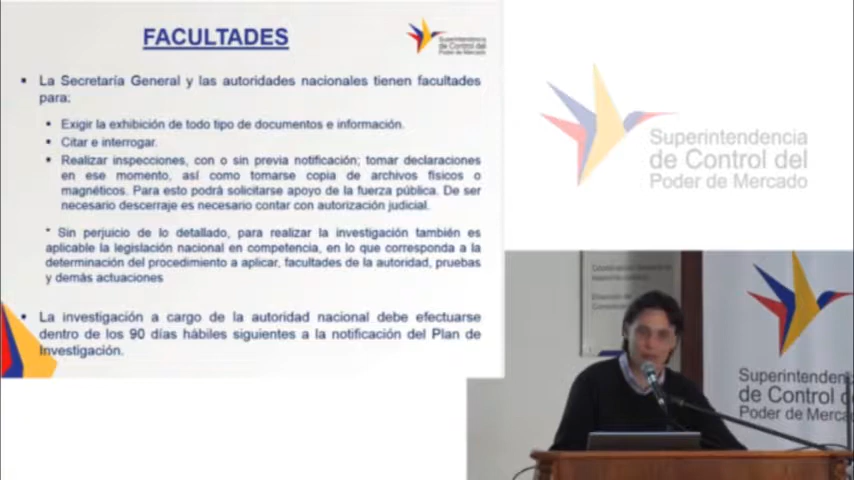 FACULTADES
Superintendencia
de Control del
Poder de Mercado
▪ La Secretaría General y las autoridades nacionales tienen facultades
para:
• Exigir la exhibición de todo tipo de documentos e información.
• Citar e interrogar.
• Realizar inspecciones, con o sin previa notificación; tomar declaraciones
en ese momento, así como tomarse copia de archivos físicos o
magnéticos. Para esto podrá solicitarse apoyo de la fuerza pública. De ser
necesario descerraje es necesario contar con autorización judicial.
* Sin perjuicio de lo detallado, para realizar la investigación también es
aplicable la legislación nacional en competencia, en lo que corresponda a la
determinación del procedimiento a aplicar, facultades de la autoridad, pruebas
y demás actuaciones
▪ La investigación a cargo de la autoridad nacional debe efectuarse
dentro de los 90 días hábiles siguientes a la notificación del Plan de
Investigación.
Superintendencia
de Control del
Poder de Mercado
Superintendencia
de Control
Poder de Mercad